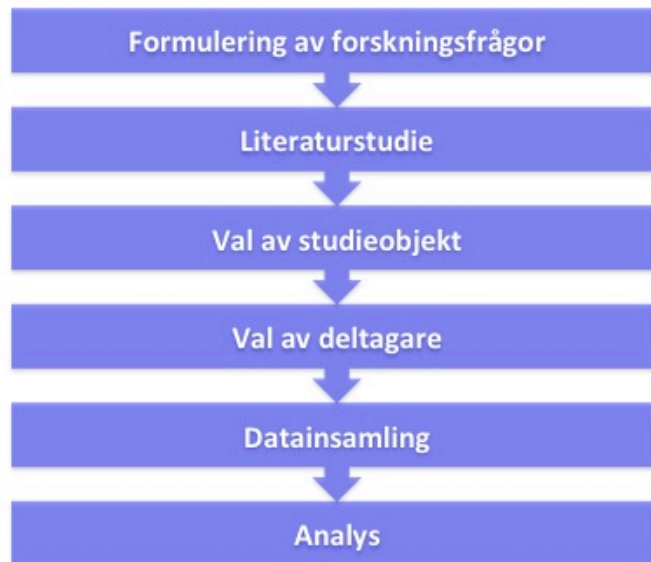 Formulering av forskningsfrågor
Literaturstudie
Val av studieobjekt
Val av deltagare
Datainsamling
Analys